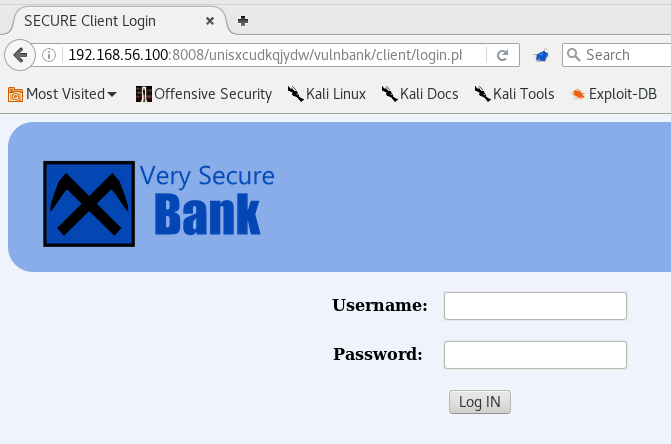 SECURE Client Login
192.168.56.100:8008/unisxcudkqjydw/vulnbank/client/login.pl
Search
Most Visited Offensive Security Kali Linux Kali Docs Kali Tools Exploit-DB
Very Secure
Bank
Username:
Password:
Log IN